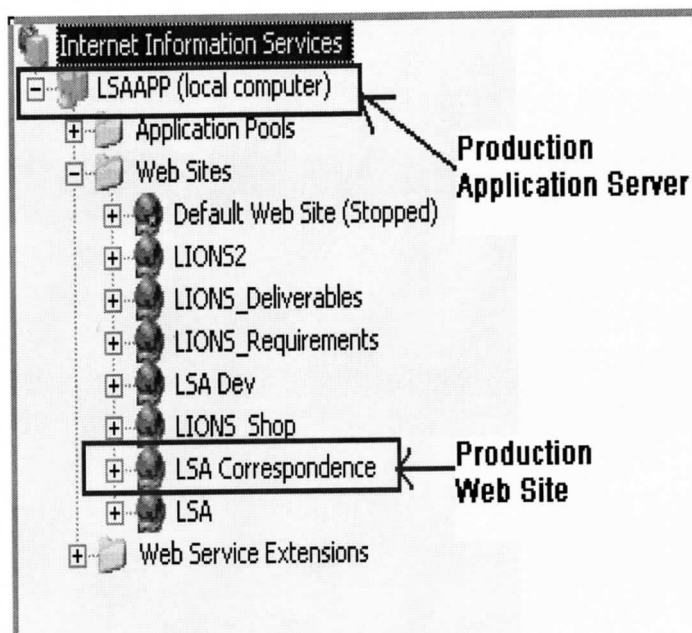 Internet Information Services
LSAAPP (local computer)
Application Pools
Production
Application Server
Web Sites
Default Web Site (Stopped)
LIONS2
LIONS_Deliverables
LIONS_Requirements
LSA Dev
LIONS_Shop
LSA Correspondence
Production
Web Site
LSA
Web Service Extensions